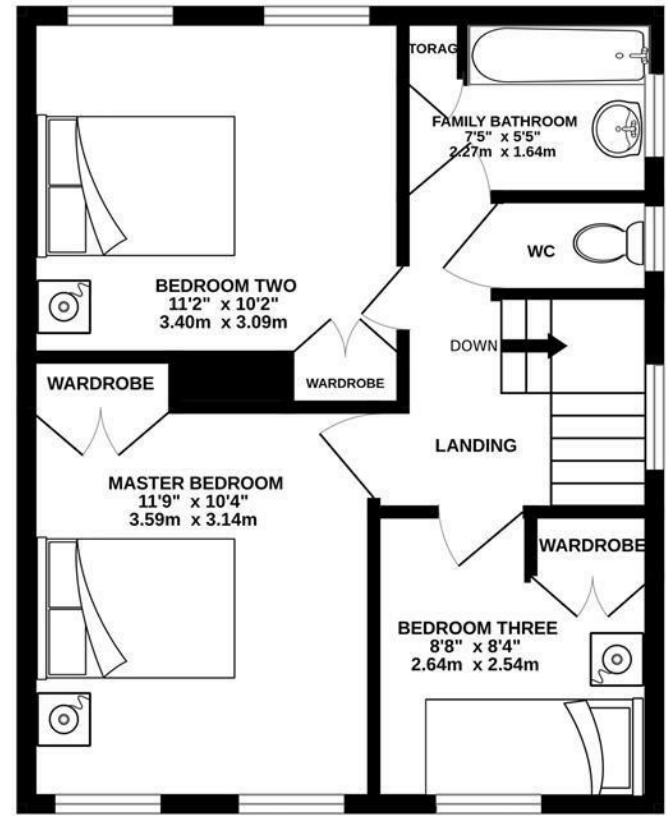 TORAG
FAMILY BATHROOM
7'5" x 5'5"
2.27m x 1.64m
WC
BEDROOM TWO
11'2" x 10'2"
3.40m x 3.09m
DOWN
WARDROBE
WARDROBE
LANDING
MASTER BEDROOM
11'9" x 10'4"
3.59m x 3.14m
WARDROBE
BEDROOM THREE
8'8" x 8'4"
2.64m x 2.54m